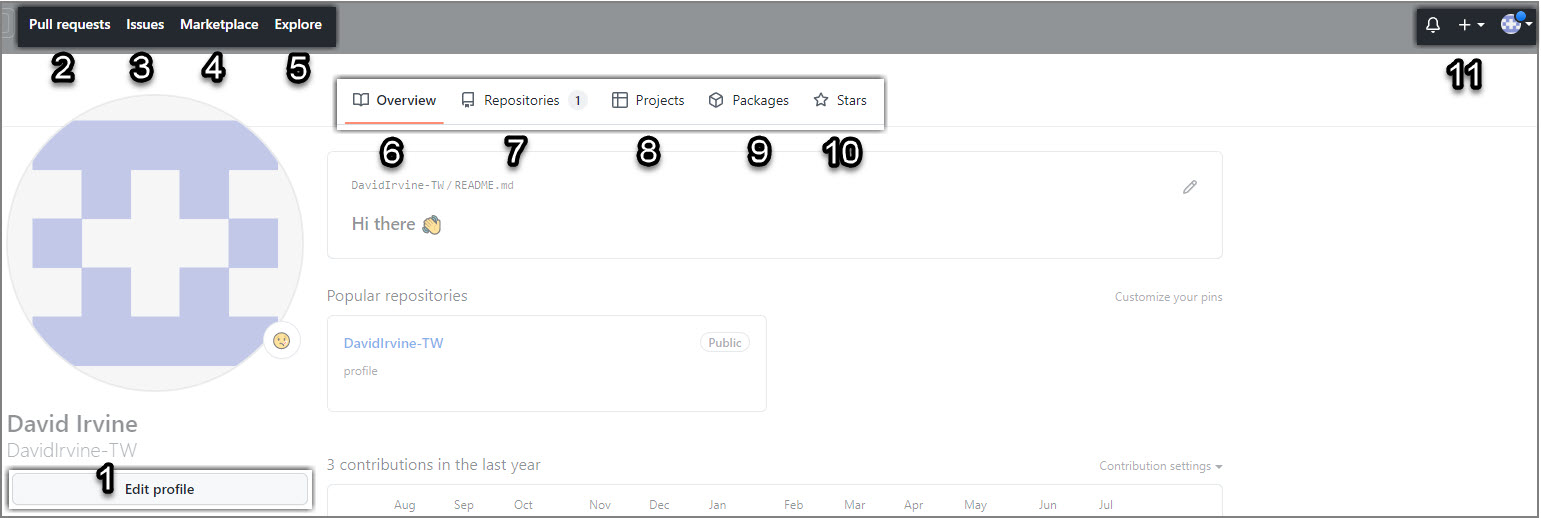 Pull requests Issues Marketplace Explore
2 3 4 5 11
Overview Repositories 1 Projects Packages Stars
6 7 8 9 10
DavidIrvine-TW/README.md
Hi there 👋
Popular repositories Customize your pins
DavidIrvine-TW Public
profile
David Irvine
DavidIrvine-TW
3 contributions in the last year Contribution settings
1 Edit profile
Aug Sep Oct Nov Dec Jan Feb Mar Apr May Jun Jul